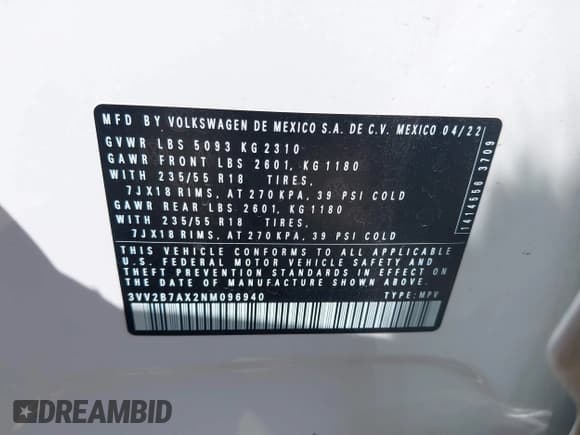 MFD BY VOLKSWAGEN DE MEXICO S.A. DE C.V. MEXICO 04/22
GVWR LBS 5093 KG 2310
GAWR FRONT LBS 2601, KG 1180
WITH 235/55 R18 TIRES,
7JX18 RIMS, AT 270 KPA, 39 PSI COLD
GAWR REAR LBS 2601, KG 1180
WITH 235/55 R18 TIRES,
7JX18 RIMS, AT 270 KPA, 39 PSI COLD
THIS VEHICLE CONFORMS TO ALL APPLICABLE
U.S. FEDERAL MOTOR VEHICLE SAFETY AND
THEFT PREVENTION STANDARDS IN EFFECT ON
THE DATE OF MANUFACTURE SHOWN ABOVE.
3VV2B7AX2NM096940 TYPE: MPV
1414556 3709
DREAMBID